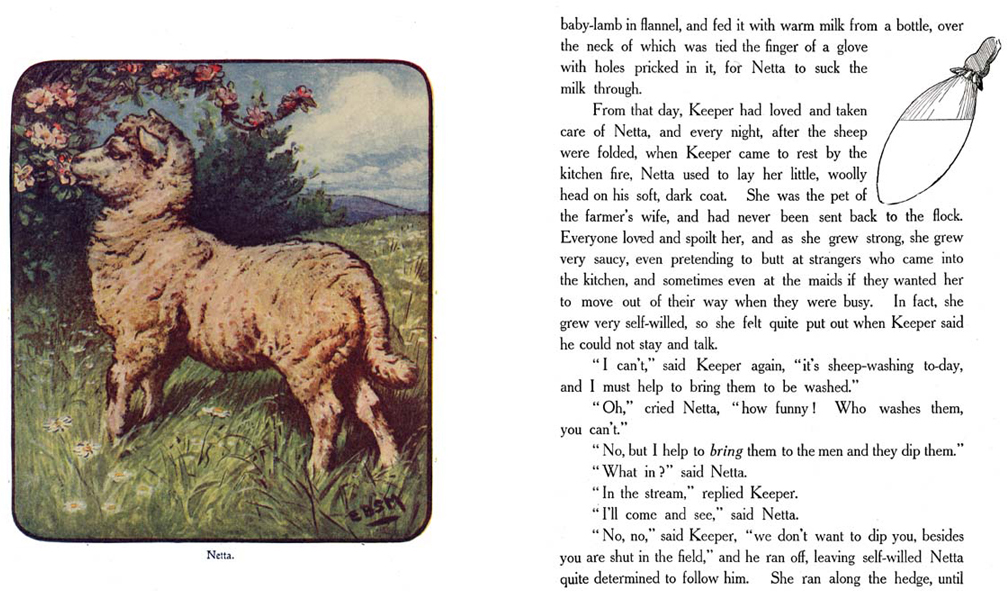 EBSM
Netta.
baby-lamb in flannel, and fed it with warm milk from a bottle, over
the neck of which was tied the finger of a glove
with holes pricked in it, for Netta to suck the
milk through.
From that day, Keeper had loved and taken
care of Netta, and every night, after the sheep
were folded, when Keeper came to rest by the
kitchen fire, Netta used to lay her little, woolly
head on his soft, dark coat. She was the pet of
the farmer's wife, and had never been sent back to the flock.
Everyone loved and spoilt her, and as she grew strong, she grew
very saucy, even pretending to butt at strangers who came into
the kitchen, and sometimes even at the maids if they wanted her
to move out of their way when they were busy. In fact, she
grew very self-willed, so she felt quite put out when Keeper said
he could not stay and talk.
“I can't,” said Keeper again, “it's sheep-washing to-day,
and I must help to bring them to be washed.”
“Oh,” cried Netta, “how funny! Who washes them,
you can't.”
“No, but I help to bring them to the men and they dip them.”
“What in?” said Netta.
“In the stream,” replied Keeper.
“I'll come and see,” said Netta.
“No, no,” said Keeper, “we don't want to dip you, besides
you are shut in the field,” and he ran off, leaving self-willed Netta
quite determined to follow him. She ran along the hedge, until